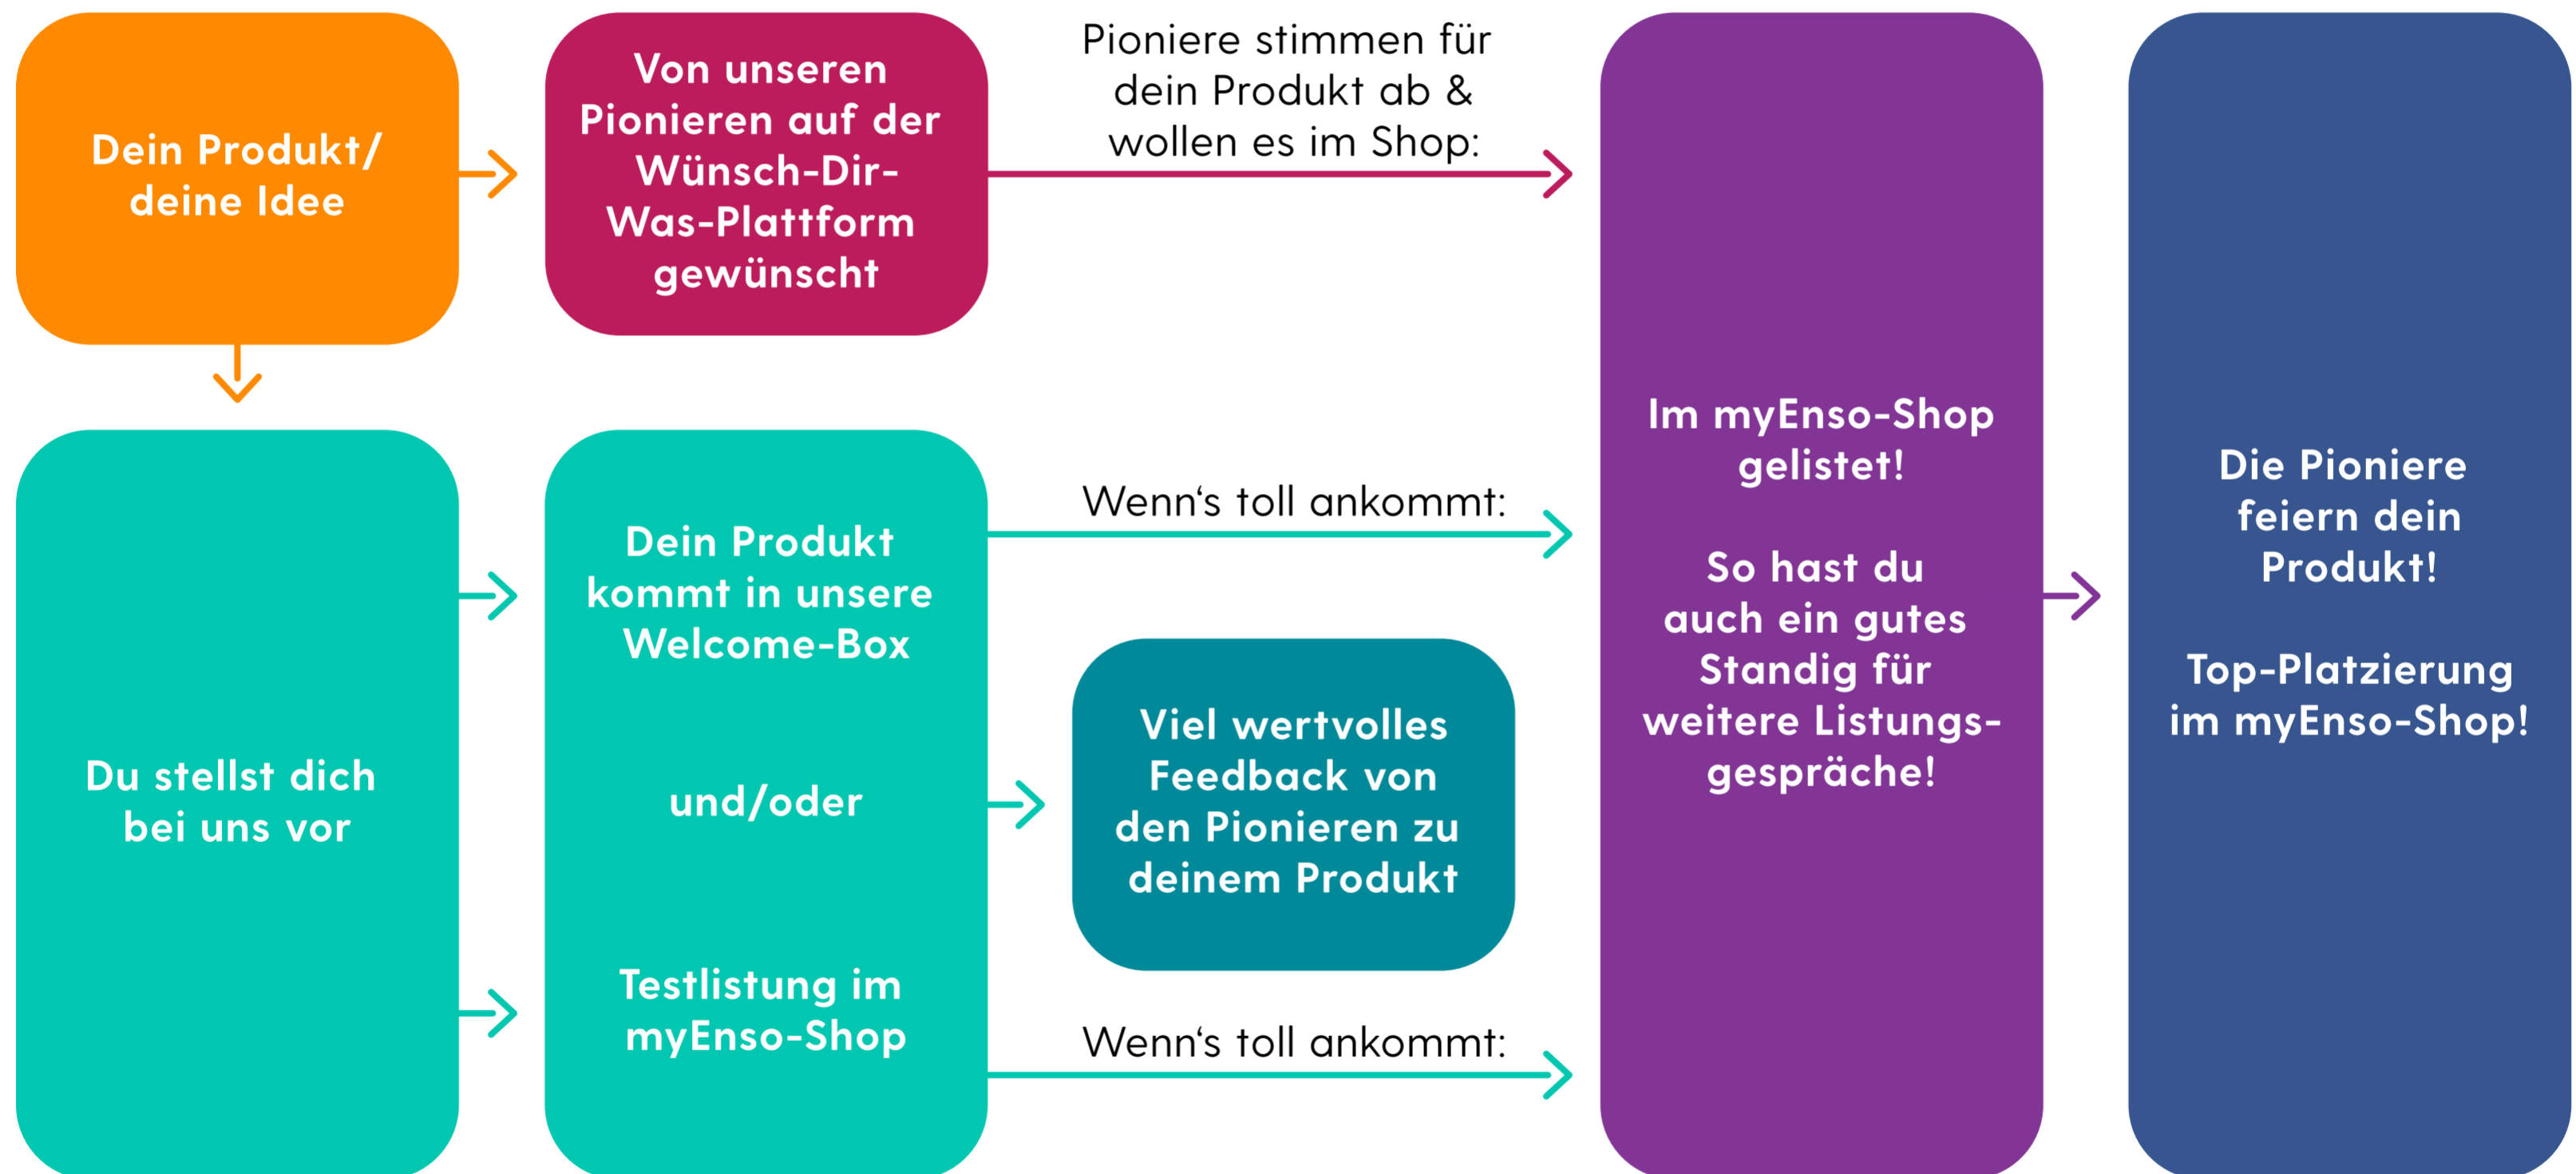 Dein Produkt/
deine Idee
Von unseren
Pionieren auf der
Wünsch-Dir-
Was-Plattform
gewünscht
Pioniere stimmen für
dein Produkt ab &
wollen es im Shop:
Du stellst dich
bei uns vor
Dein Produkt
kommt in unsere
Welcome-Box
und/oder
Testlistung im
myEnso-Shop
Wenn‘s toll ankommt:
Viel wertvolles
Feedback von
den Pionieren zu
deinem Produkt
Wenn‘s toll ankommt:
Im myEnso-Shop
gelistet!
So hast du
auch ein gutes
Standig für
weitere Listungs-
gespräche!
Die Pioniere
feiern dein
Produkt!
Top-Platzierung
im myEnso-Shop!